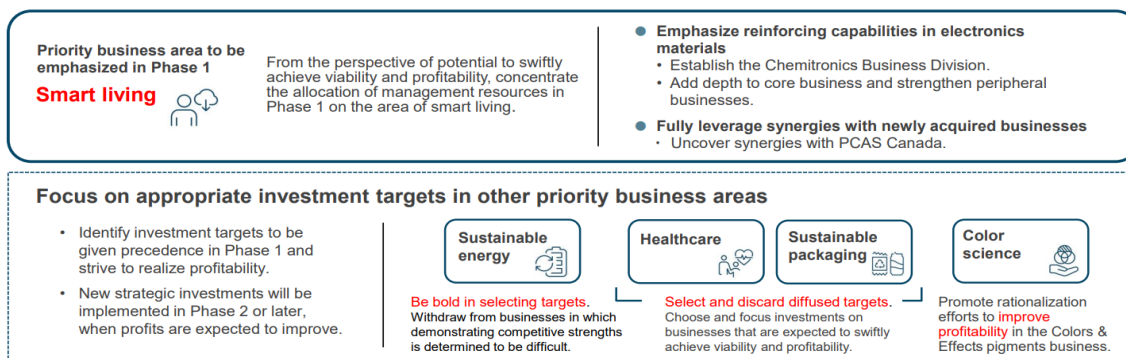 Priority business area to be
emphasized in Phase 1
Smart living
From the perspective of potential to swiftly
achieve viability and profitability, concentrate
the allocation of management resources in
Phase 1 on the area of smart living.
● Emphasize reinforcing capabilities in electronics
materials
• Establish the Chemitronics Business Division.
• Add depth to core business and strengthen peripheral
businesses.
● Fully leverage synergies with newly acquired businesses
・ Uncover synergies with PCAS Canada.
Focus on appropriate investment targets in other priority business areas
• Identify investment targets to be
given precedence in Phase 1 and
strive to realize profitability.
• New strategic investments will be
implemented in Phase 2 or later,
when profits are expected to improve.
Sustainable
energy
Be bold in selecting targets.
Withdraw from businesses in which
demonstrating competitive strengths
is determined to be difficult.
Healthcare
Sustainable
packaging
Select and discard diffused targets.
Choose and focus investments on
businesses that are expected to swiftly
achieve viability and profitability.
Color
science
Promote rationalization
efforts to improve
profitability in the Colors &
Effects pigments business.